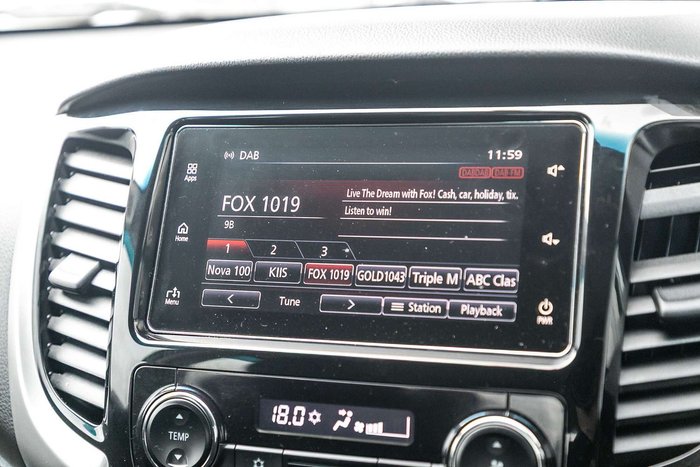 DAB
11:59
Apps
DABDAB DAB-FM
FOX 1019
Live The Dream with Fox! Cash, car, holiday, tix.
Listen to win!
9B
Home
1 2 3
Nova 100 KIIS FOX 1019 GOLD1043 Triple M ABC Clas
Menu
< Tune > Station Playback
PWR
TEMP
18.0